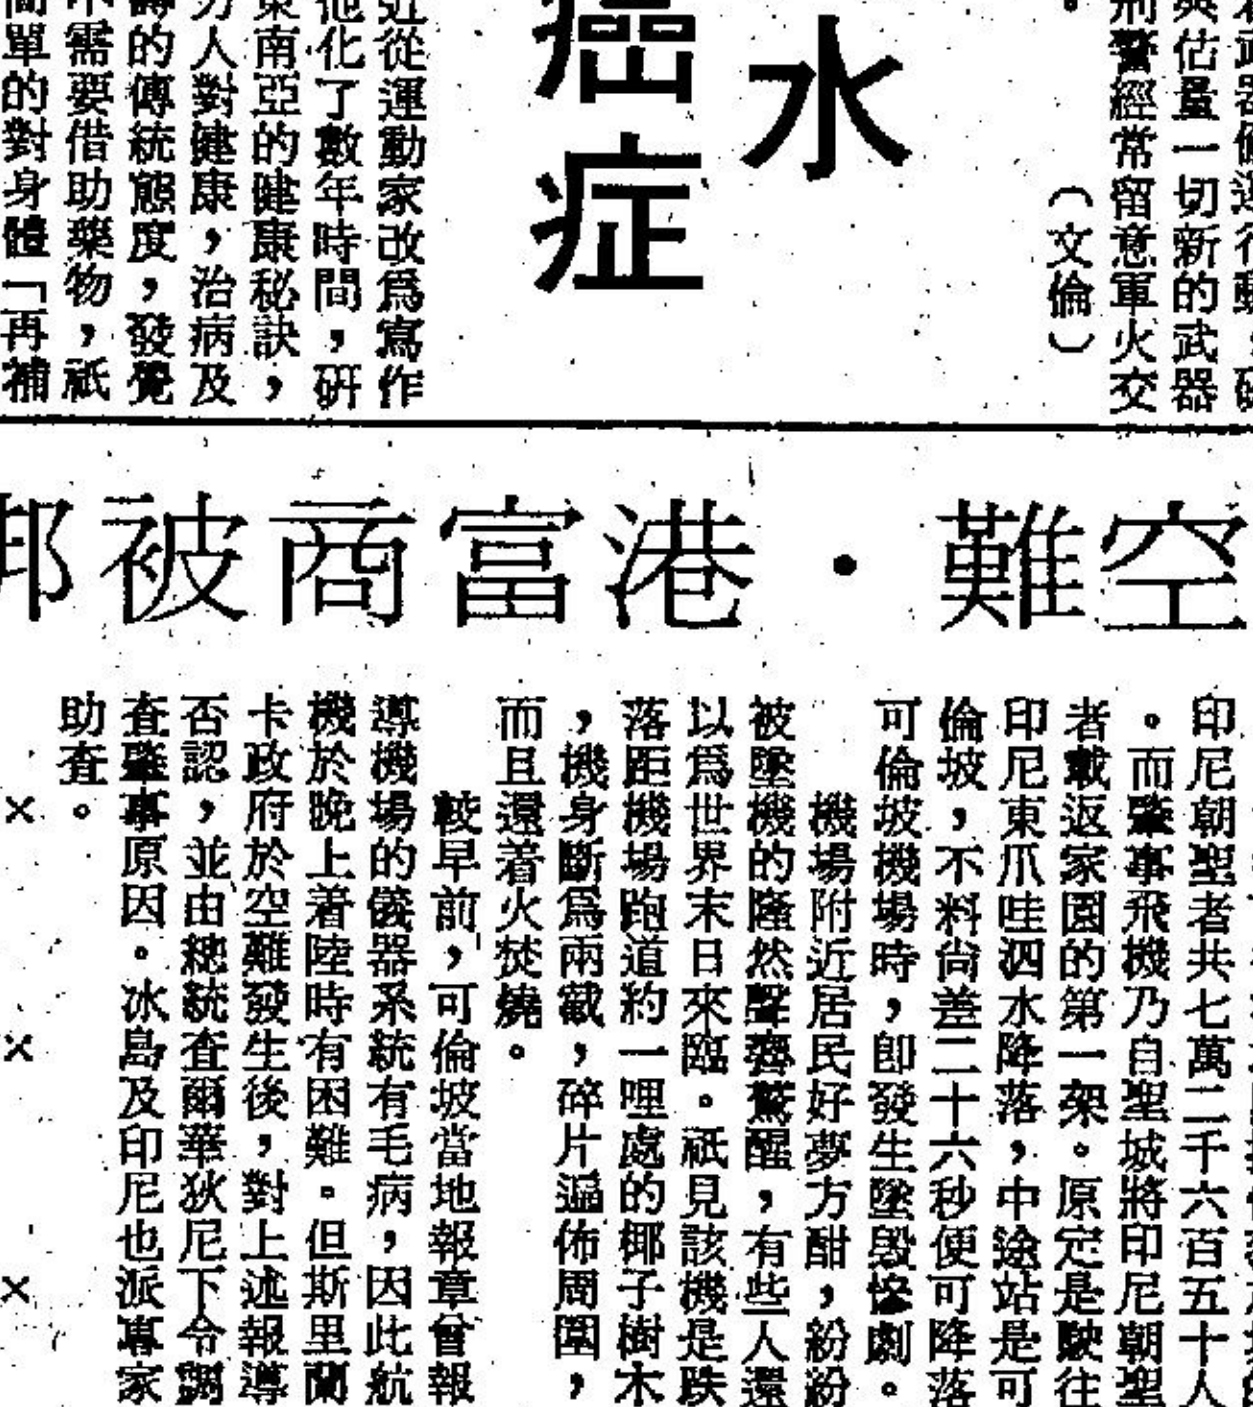 與估量一切新的武器
刑警經常留意軍火交
。
（文倫）
水
癌症
近從運動家改爲寫作
他化了數年時間，研
東南亞的健康秘訣，
方人對健康，治病及
壽的傳統態度，發覺
不需要借助藥物，祇
簡單的對身體「再補
空難·港富商被綁
印尼朝聖者共七萬二千六百五十人
。而肇事飛機乃自聖城將印尼朝聖
者載返家園的第一架。原定是駛往
印尼東爪哇泗水降落，中途站是可
倫坡，不料尙差二十六秒便可降落
可倫坡機場時，卽發生墜毀慘劇。
機場附近居民好夢方酣，紛紛
被墜機的隆然聲響驚醒，有些人還
以爲世界末日來臨。祇見該機是跌
落距機場跑道約一哩處的椰子樹木
，機身斷爲兩截，碎片遍佈周圍，
而且還着火焚燒。
較早前，可倫坡當地報章曾報
導機場的儀器系統有毛病，因此航
機於晚上着陸時有困難。但斯里蘭
卡政府於空難發生後，對上述報導
否認，並由總統查爾華狄尼下令調
查肇事原因。冰島及印尼也派專家
助查。
× × ×